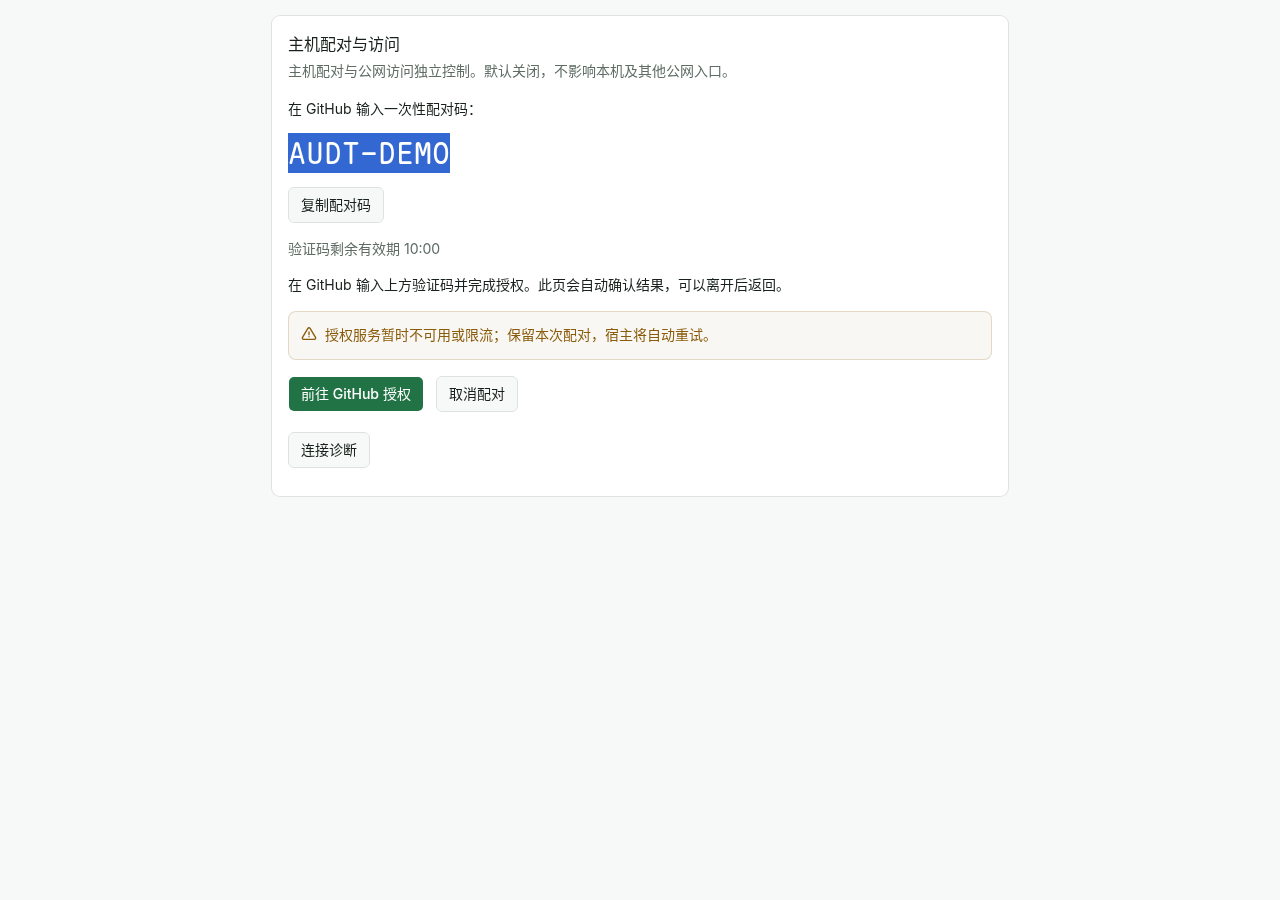 主机配对与访问
主机配对与公网访问独立控制。默认关闭，不影响本机及其他公网入口。
在 GitHub 输入一次性配对码：
AUDT-DEMO
复制配对码
验证码剩余有效期 10:00
在 GitHub 输入上方验证码并完成授权。此页会自动确认结果，可以离开后返回。
授权服务暂时不可用或限流；保留本次配对，宿主将自动重试。
前往 GitHub 授权 取消配对
连接诊断